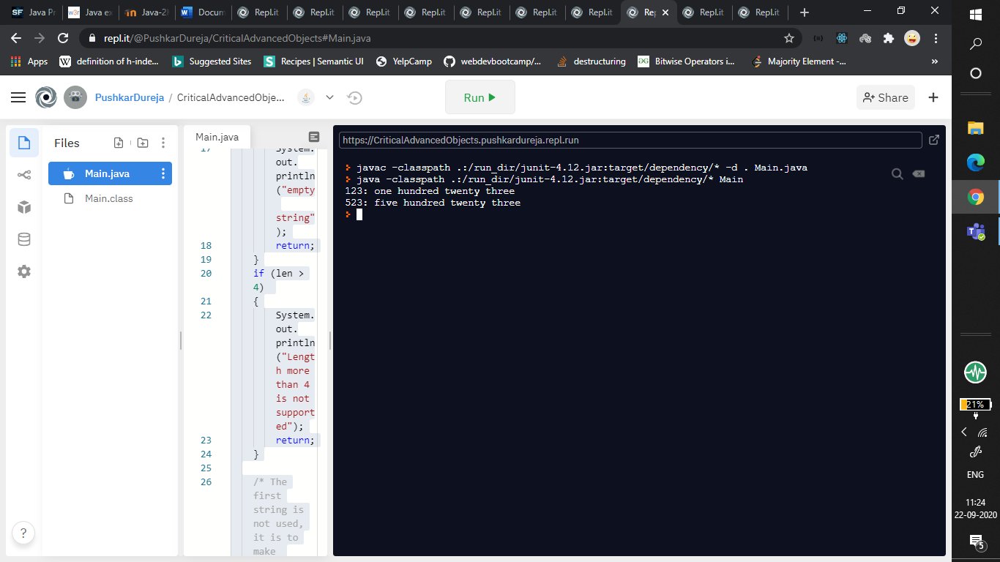 Java Pr
Java ex
Java-2
Docum
Repl.it
Repl.it
Repl.it
Repl.it
Repl.it
Repl.it
Repl.it
Rep
Repl.it
Repl.it
repl.it/@PushkarDureja/CriticalAdvancedObjects#Main.java
Apps
definition of h-inde...
Suggested Sites
Recipes | Semantic UI
YelpCamp
webdevbootcamp/...
destructuring
Bitwise Operators i...
Majority Element -...
»
PushkarDureja / CriticalAdvancedObje...
Run
Share
Files
Main.java
Main.class
Main.java
17 System.
out.
println
("empty
string"
);
18 return;
19 }
20 if (len >
4)
21 {
22 System.
out.
println
("Lengt
h more
than 4
is not
support
ed");
23 return;
24 }
25
26 /* The
first
string is
not used,
it is to
make
https://CriticalAdvancedObjects.pushkardureja.repl.run
javac -classpath .:/run_dir/junit-4.12.jar:target/dependency/* -d . Main.java
java -classpath .:/run_dir/junit-4.12.jar:target/dependency/* Main
123: one hundred twenty three
523: five hundred twenty three
?
21%
ENG
11:24
22-09-2020
5